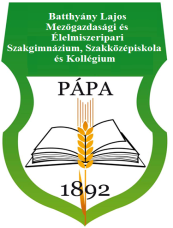 Batthyány Lajos
Mezőgazdasági és
Élelmiszeripari
Szakgimnázium, Szakközépiskola
és Kollégium
PÁPA
1892